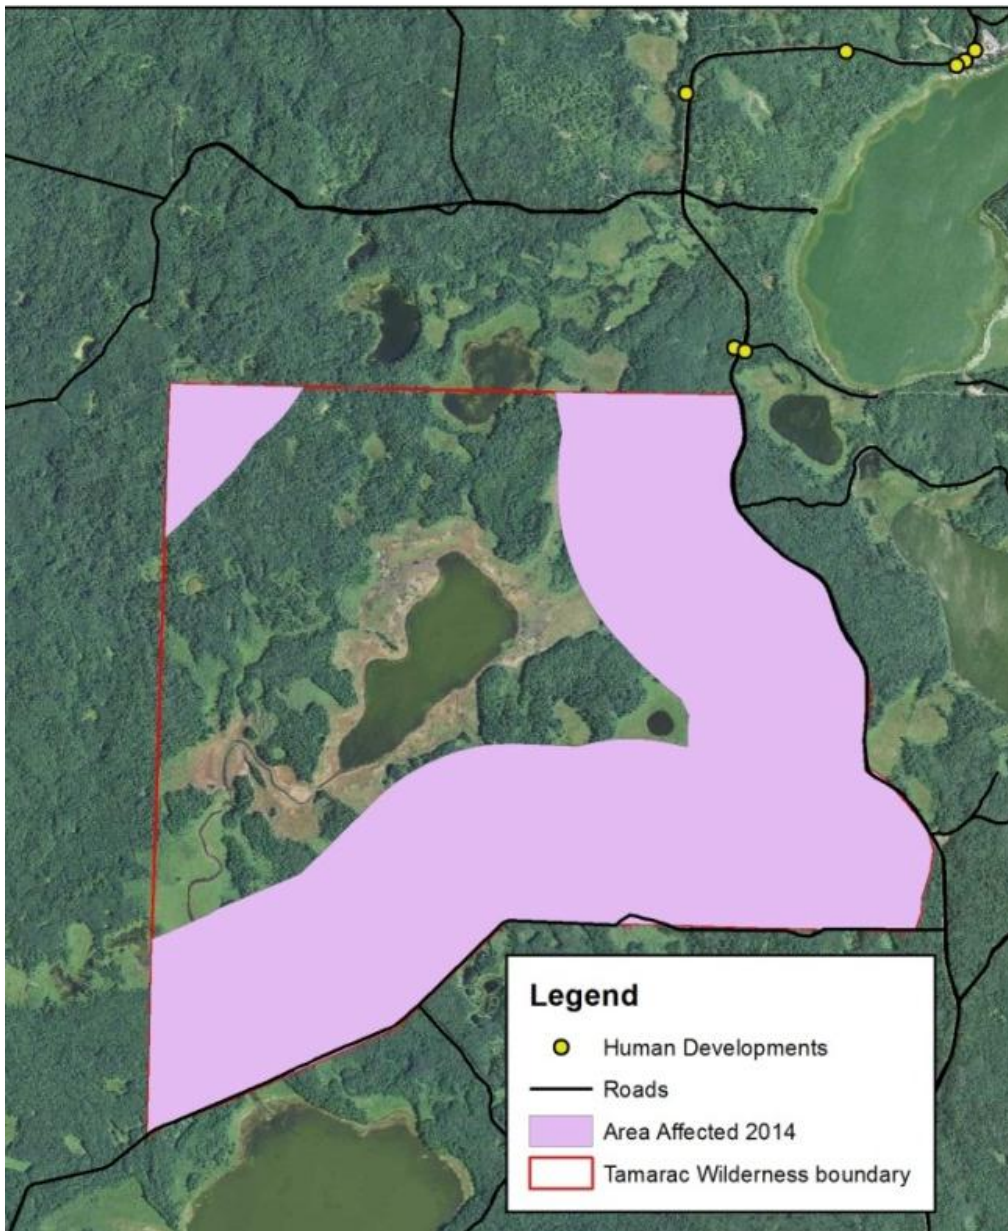 Legend
Human Developments
Roads
Area Affected 2014
Tamarac Wilderness boundary